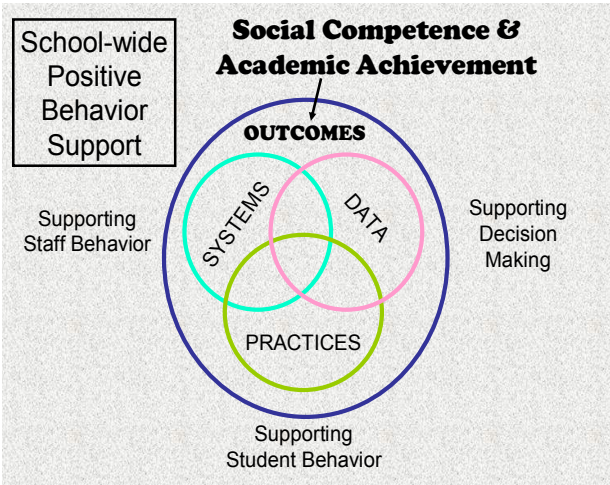 School-wide
Positive
Behavior
Support
Social Competence &
Academic Achievement
OUTCOMES
SYSTEMS
DATA
PRACTICES
Supporting
Staff Behavior
Supporting
Decision
Making
Supporting
Student Behavior